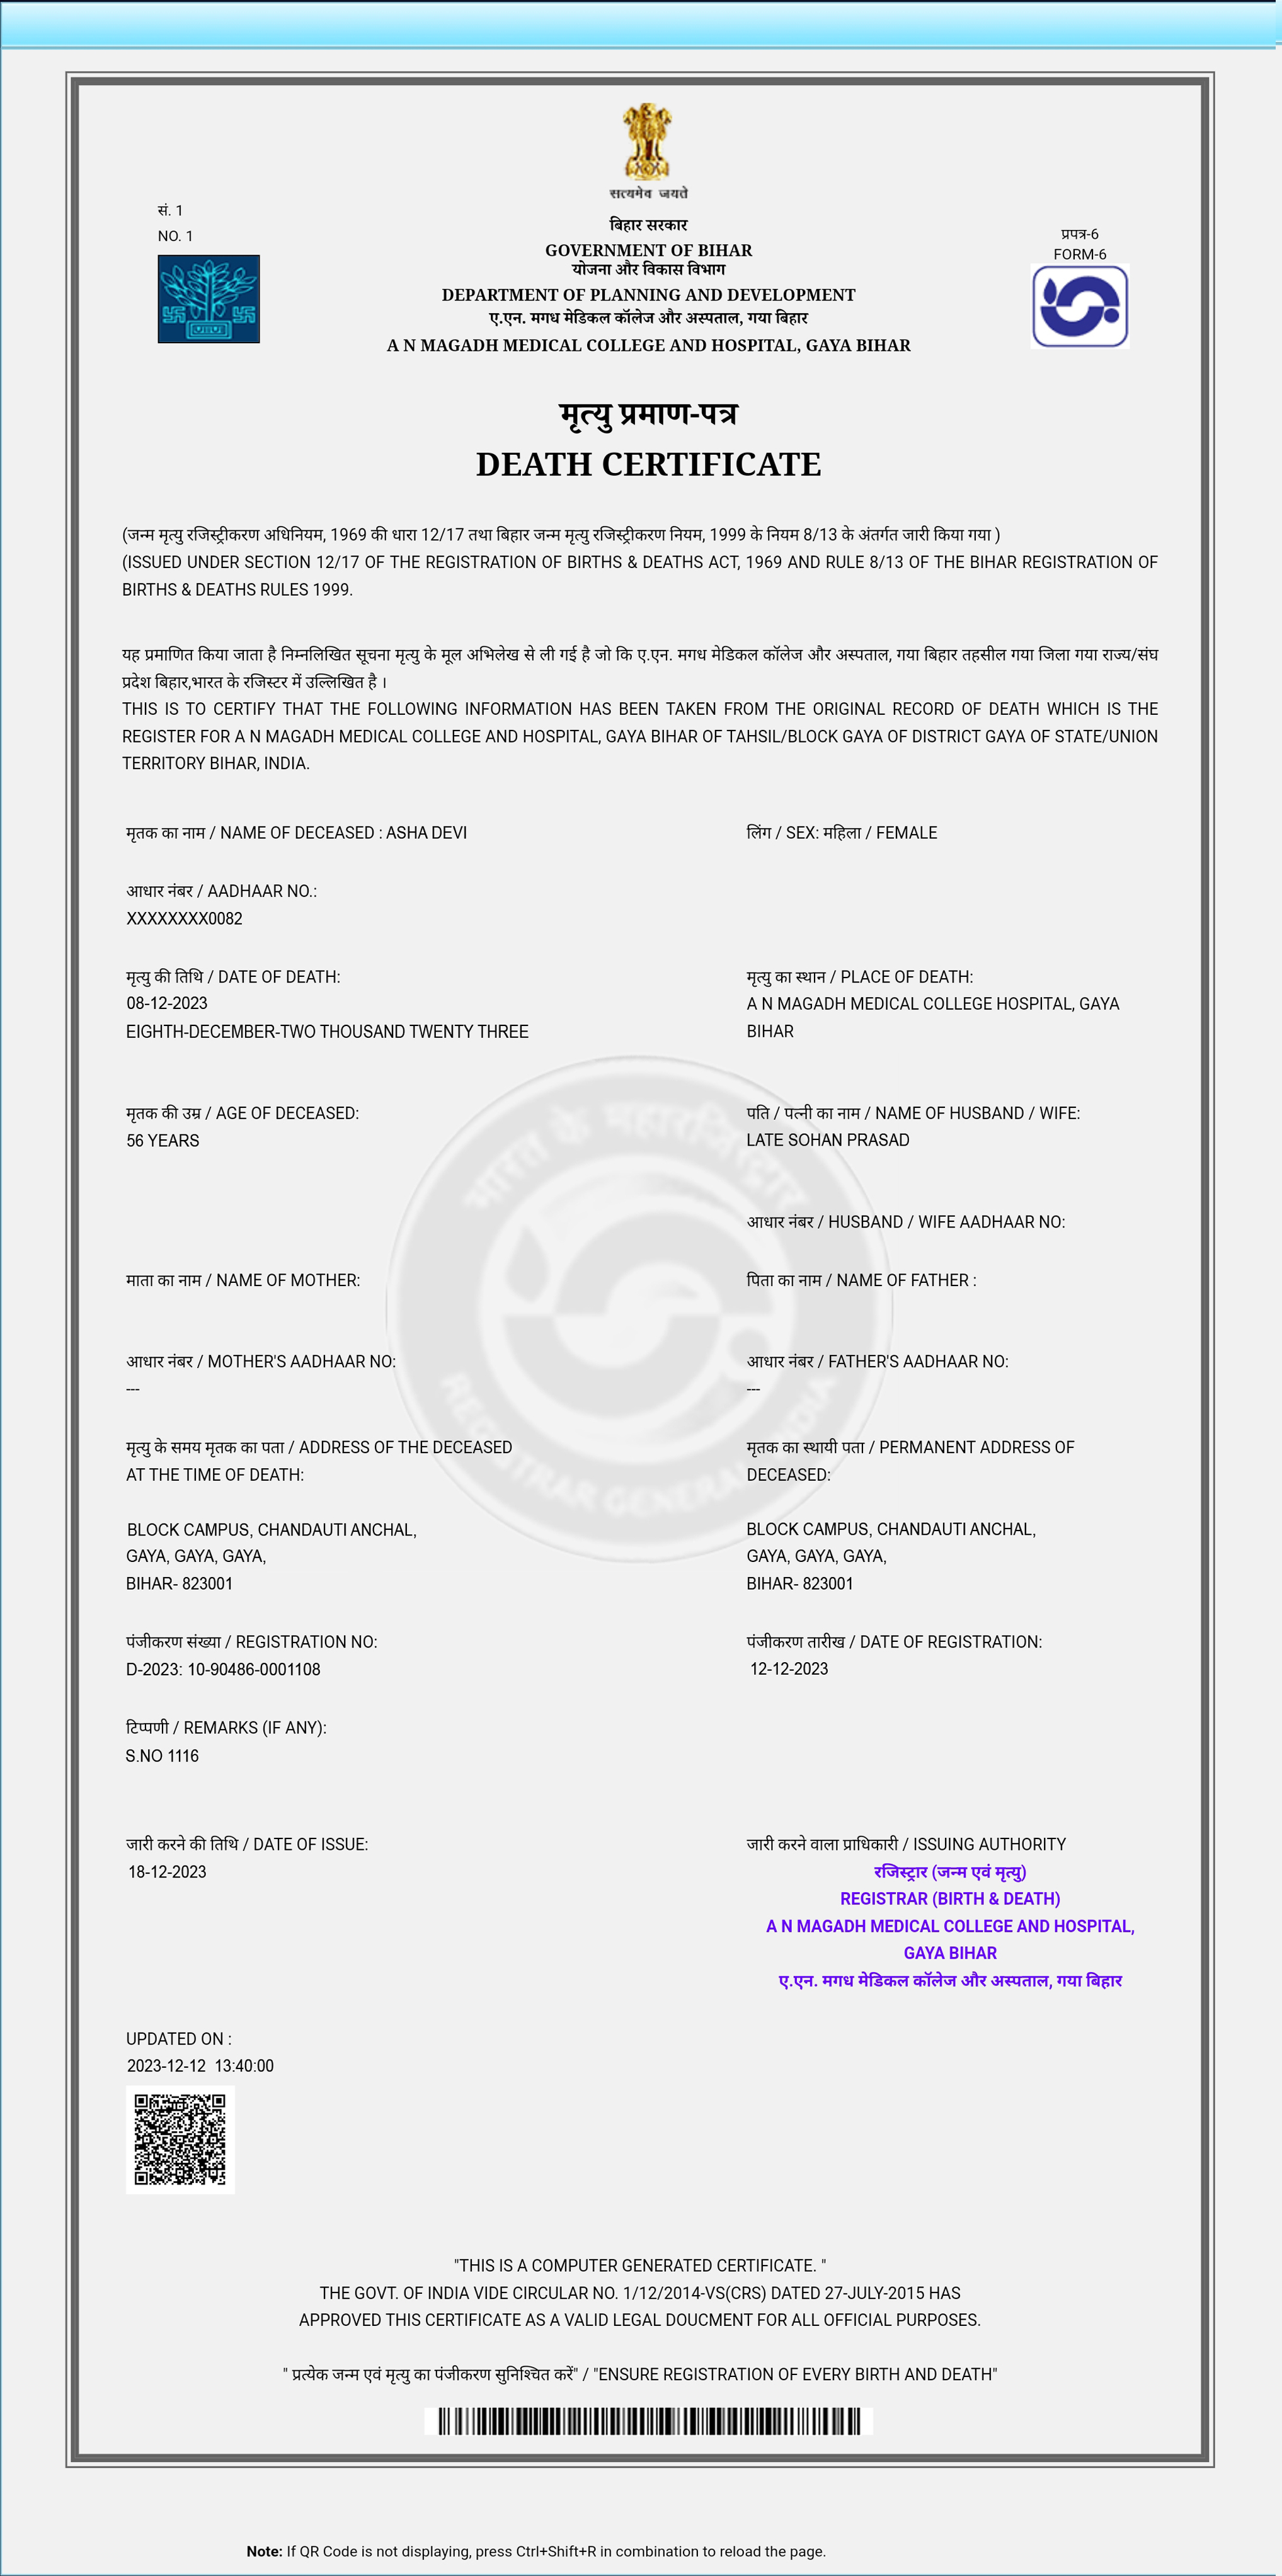 सत्यमेव जयते
सं. 1
NO. 1
बिहार सरकार
GOVERNMENT OF BIHAR
योजना और विकास विभाग
DEPARTMENT OF PLANNING AND DEVELOPMENT
ए.एन. मगध मेडिकल कॉलेज और अस्पताल, गया बिहार
A N MAGADH MEDICAL COLLEGE AND HOSPITAL, GAYA BIHAR
प्रपत्र-6
FORM-6
मृत्यु प्रमाण-पत्र
DEATH CERTIFICATE
(जन्म मृत्यु रजिस्ट्रीकरण अधिनियम, 1969 की धारा 12/17 तथा बिहार जन्म मृत्यु रजिस्ट्रीकरण नियम, 1999 के नियम 8/13 के अंतर्गत जारी किया गया )
(ISSUED UNDER SECTION 12/17 OF THE REGISTRATION OF BIRTHS & DEATHS ACT, 1969 AND RULE 8/13 OF THE BIHAR REGISTRATION OF
BIRTHS & DEATHS RULES 1999.
यह प्रमाणित किया जाता है निम्नलिखित सूचना मृत्यु के मूल अभिलेख से ली गई है जो कि ए.एन. मगध मेडिकल कॉलेज और अस्पताल, गया बिहार तहसील गया जिला गया राज्य/संघ
प्रदेश बिहार,भारत के रजिस्टर में उल्लिखित है ।
THIS IS TO CERTIFY THAT THE FOLLOWING INFORMATION HAS BEEN TAKEN FROM THE ORIGINAL RECORD OF DEATH WHICH IS THE
REGISTER FOR A N MAGADH MEDICAL COLLEGE AND HOSPITAL, GAYA BIHAR OF TAHSIL/BLOCK GAYA OF DISTRICT GAYA OF STATE/UNION
TERRITORY BIHAR, INDIA.
मृतक का नाम / NAME OF DECEASED : ASHA DEVI
लिंग / SEX: महिला / FEMALE
आधार नंबर / AADHAAR NO.:
XXXXXXXX0082
मृत्यु की तिथि / DATE OF DEATH:
08-12-2023
EIGHTH-DECEMBER-TWO THOUSAND TWENTY THREE
मृत्यु का स्थान / PLACE OF DEATH:
A N MAGADH MEDICAL COLLEGE HOSPITAL, GAYA
BIHAR
मृतक की उम्र / AGE OF DECEASED:
56 YEARS
पति / पत्नी का नाम / NAME OF HUSBAND / WIFE:
LATE SOHAN PRASAD
आधार नंबर / HUSBAND / WIFE AADHAAR NO:
माता का नाम / NAME OF MOTHER:
पिता का नाम / NAME OF FATHER :
आधार नंबर / MOTHER'S AADHAAR NO:
---
आधार नंबर / FATHER'S AADHAAR NO:
---
भारत के महारजिस्ट्रार
REGISTRAR GENERAL INDIA
मृत्यु के समय मृतक का पता / ADDRESS OF THE DECEASED
AT THE TIME OF DEATH:
BLOCK CAMPUS, CHANDAUTI ANCHAL,
GAYA, GAYA, GAYA,
BIHAR- 823001
मृतक का स्थायी पता / PERMANENT ADDRESS OF
DECEASED:
BLOCK CAMPUS, CHANDAUTI ANCHAL,
GAYA, GAYA, GAYA,
BIHAR- 823001
पंजीकरण संख्या / REGISTRATION NO:
D-2023: 10-90486-0001108
पंजीकरण तारीख / DATE OF REGISTRATION:
12-12-2023
टिप्पणी / REMARKS (IF ANY):
S.NO 1116
जारी करने की तिथि / DATE OF ISSUE:
18-12-2023
जारी करने वाला प्राधिकारी / ISSUING AUTHORITY
रजिस्ट्रार (जन्म एवं मृत्यु)
REGISTRAR (BIRTH & DEATH)
A N MAGADH MEDICAL COLLEGE AND HOSPITAL,
GAYA BIHAR
ए.एन. मगध मेडिकल कॉलेज और अस्पताल, गया बिहार
UPDATED ON :
2023-12-12 13:40:00
"THIS IS A COMPUTER GENERATED CERTIFICATE. "
THE GOVT. OF INDIA VIDE CIRCULAR NO. 1/12/2014-VS(CRS) DATED 27-JULY-2015 HAS
APPROVED THIS CERTIFICATE AS A VALID LEGAL DOUCMENT FOR ALL OFFICIAL PURPOSES.
" प्रत्येक जन्म एवं मृत्यु का पंजीकरण सुनिश्चित करें" / "ENSURE REGISTRATION OF EVERY BIRTH AND DEATH"
Note: If QR Code is not displaying, press Ctrl+Shift+R in combination to reload the page.